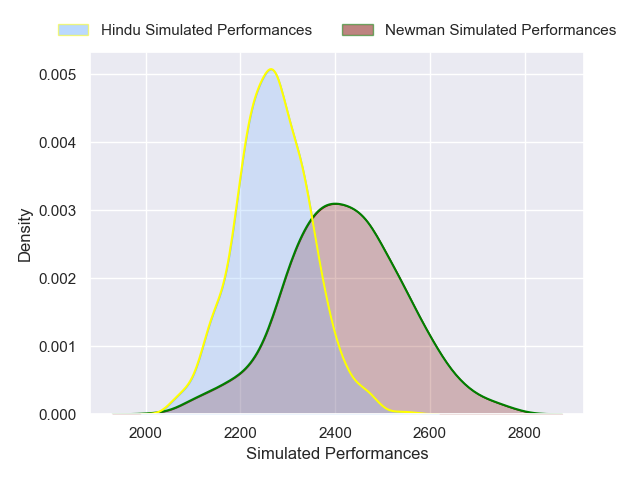 Hindu Simulated Performances Newman Simulated Performances
0.005
0.004
0.003
0.002
0.001
0.000
Density
2000 2200 2400 2600 2800
Simulated Performances